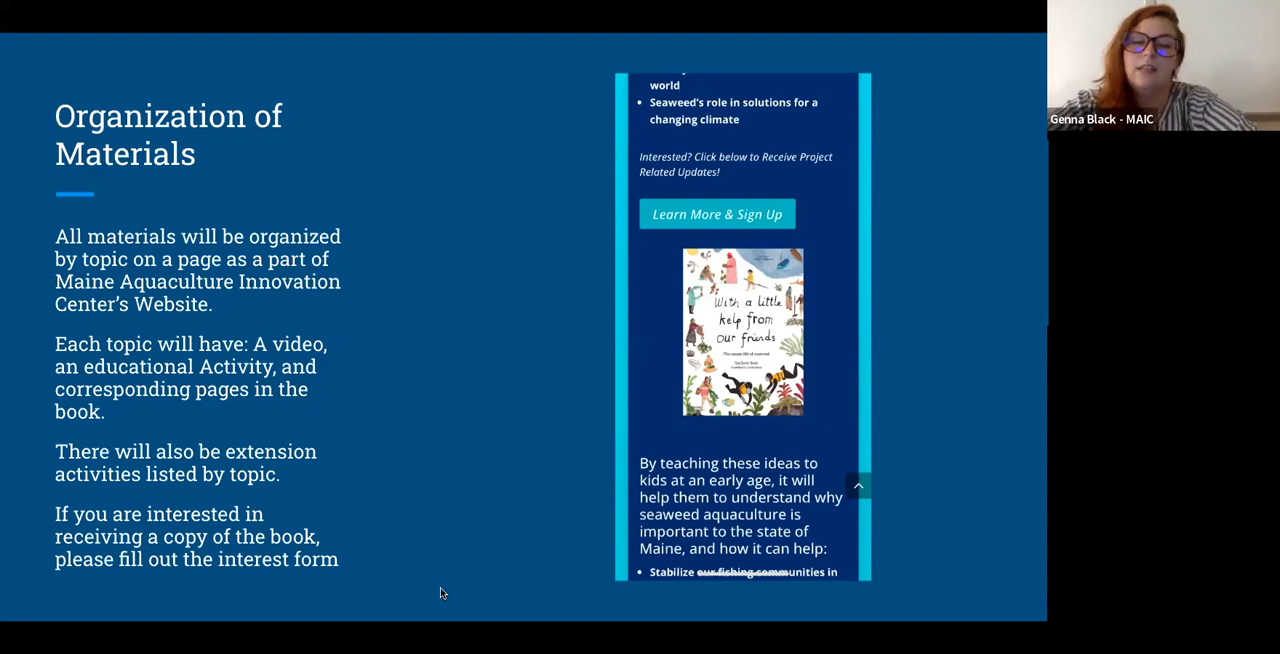 Organization of
Materials
All materials will be organized
by topic on a page as a part of
Maine Aquaculture Innovation
Center's Website.
Each topic will have: A video,
an educational Activity, and
corresponding pages in the
book.
There will also be extension
activities listed by topic.
If you are interested in
receiving a copy of the book,
please fill out the interest form
world
• Seaweed's role in solutions for a
changing climate
Interested? Click below to Receive Project
Related Updates!
Learn More & Sign Up
With a little
kelp from
our friends
The secret life of seaweed
By teaching these ideas to
kids at an early age, it will
help them to understand why
seaweed aquaculture is
important to the state of
Maine, and how it can help:
• Stabilize our fishing communities in
Genna Black - MAIC